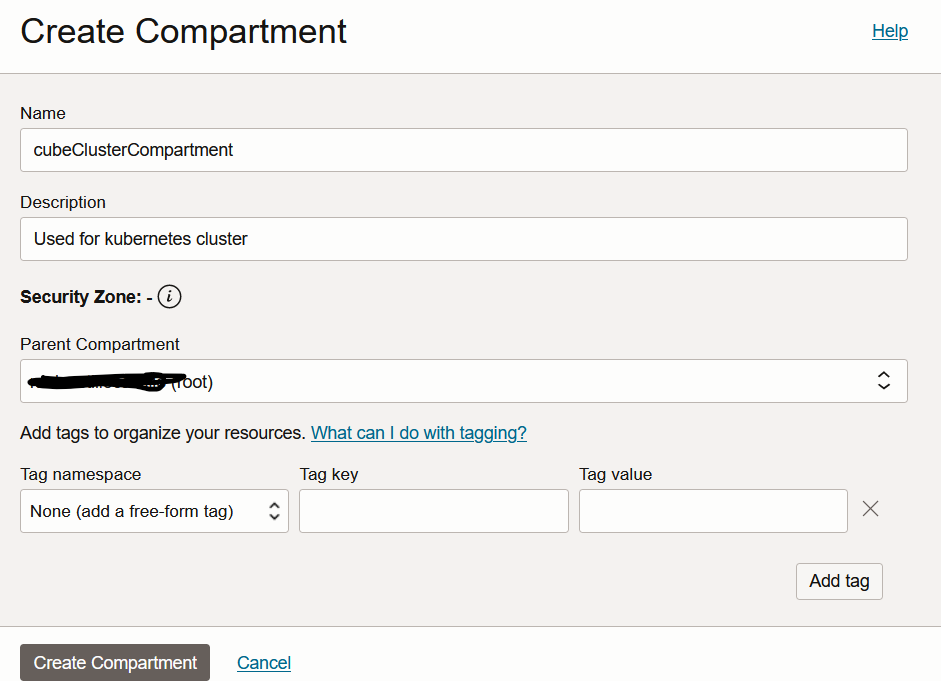 Create Compartment
Help
Name
cubeClusterCompartment
Description
Used for kubernetes cluster
Security Zone: - i
Parent Compartment
(root)
Add tags to organize your resources. What can I do with tagging?
Tag namespace Tag key Tag value
None (add a free-form tag)
Add tag
Create Compartment Cancel